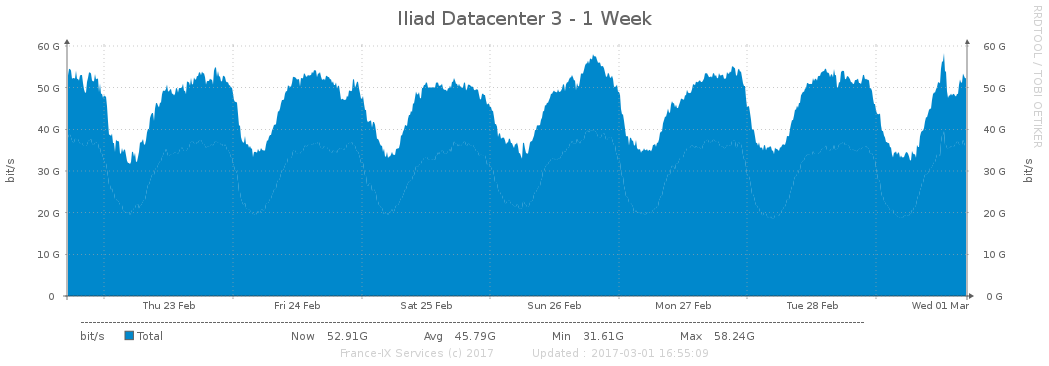 Iliad Datacenter 3 - 1 Week
RRDTOOL / TOBI OETIKER
60 G 60 G
50 G 50 G
40 G 40 G
30 G 30 G
20 G 20 G
10 G 10 G
0 0 G
bit/s bit/s
Thu 23 Feb Fri 24 Feb Sat 25 Feb Sun 26 Feb Mon 27 Feb Tue 28 Feb Wed 01 Mar
bit/s Total Now 52.91G Avg 45.79G Min 31.61G Max 58.24G
France-IX Services (c) 2017 Updated : 2017-03-01 16:55:09